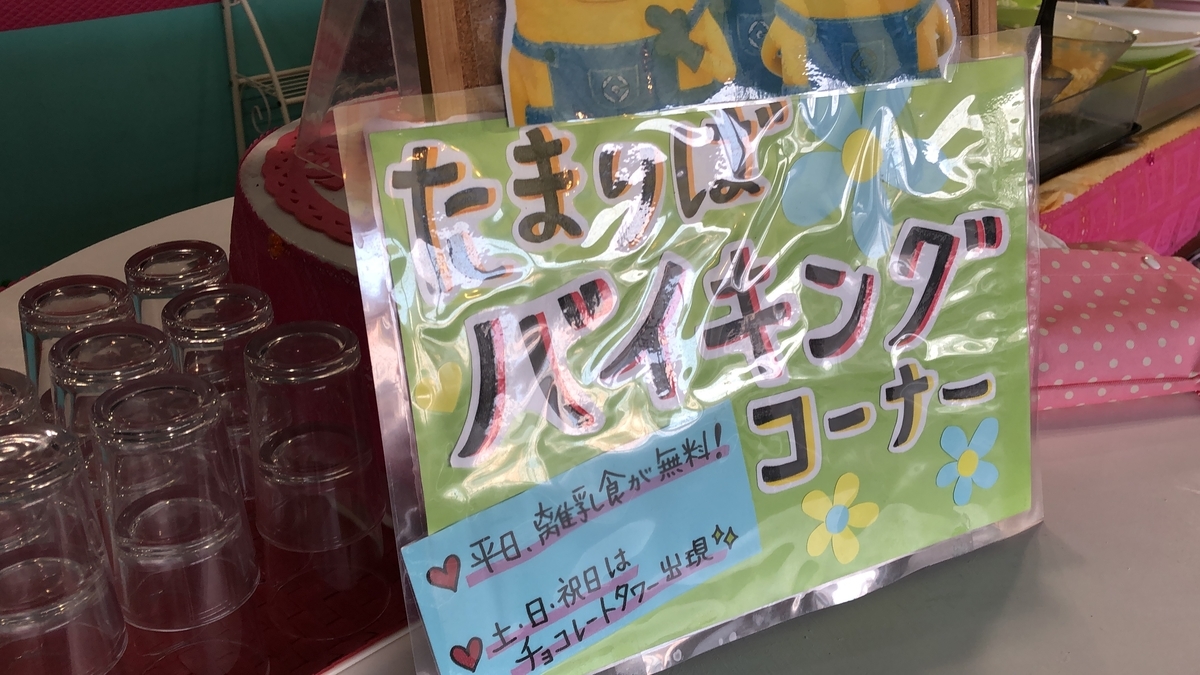 たまりば
バイキング
コーナー
平日、離乳食が無料!
土・日・祝日は
チョコレートタワー出現